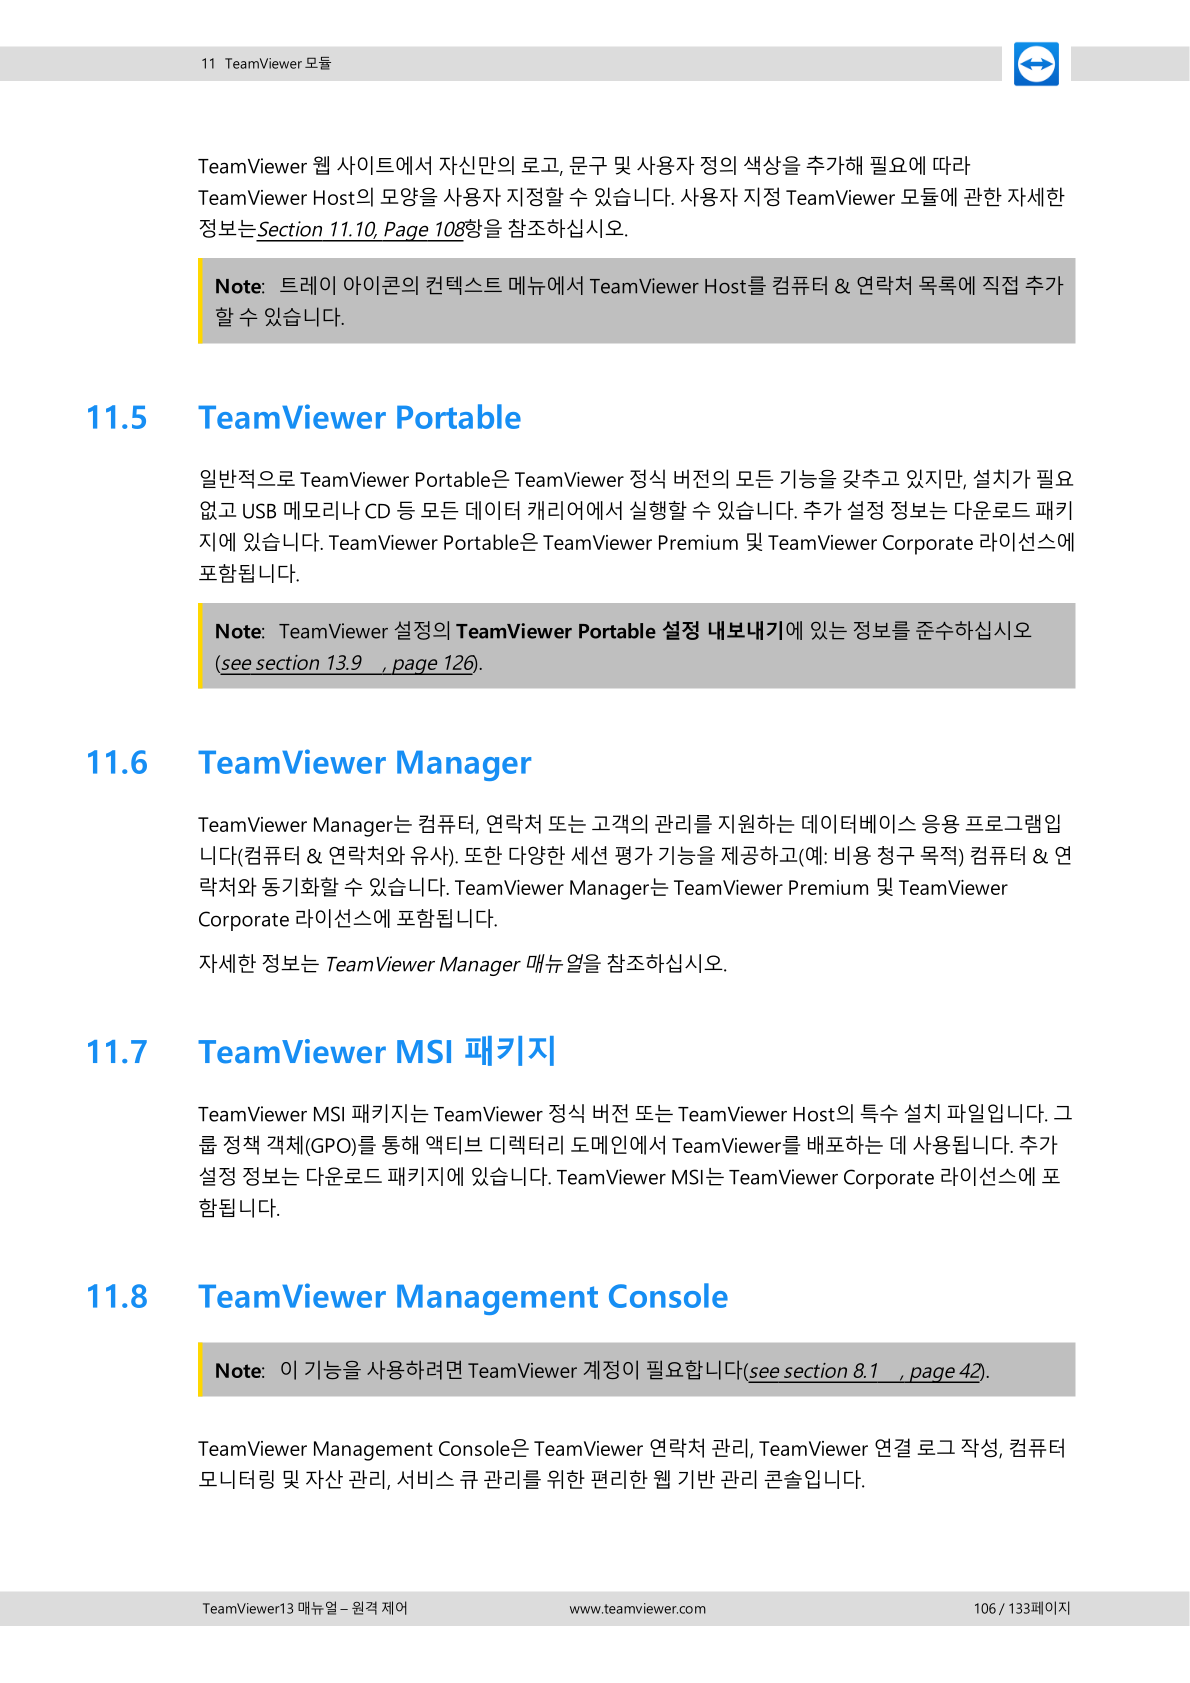 11 TeamViewer 모듈
TeamViewer 웹 사이트에서 자신만의 로고, 문구 및 사용자 정의 색상을 추가해 필요에 따라
TeamViewer Host의 모양을 사용자 지정할 수 있습니다. 사용자 지정 TeamViewer 모듈에 관한 자세한
정보는Section 11.10, Page 108항을 참조하십시오.
Note: 트레이 아이콘의 컨텍스트 메뉴에서 TeamViewer Host를 컴퓨터 & 연락처 목록에 직접 추가
할 수 있습니다.
11.5 TeamViewer Portable
일반적으로 TeamViewer Portable은 TeamViewer 정식 버전의 모든 기능을 갖추고 있지만, 설치가 필요
없고 USB 메모리나 CD 등 모든 데이터 캐리어에서 실행할 수 있습니다. 추가 설정 정보는 다운로드 패키
지에 있습니다. TeamViewer Portable은 TeamViewer Premium 및 TeamViewer Corporate 라이선스에
포함됩니다.
Note: TeamViewer 설정의 TeamViewer Portable 설정 내보내기에 있는 정보를 준수하십시오
(see section 13.9 , page 126).
11.6 TeamViewer Manager
TeamViewer Manager는 컴퓨터, 연락처 또는 고객의 관리를 지원하는 데이터베이스 응용 프로그램입
니다(컴퓨터 & 연락처와 유사). 또한 다양한 세션 평가 기능을 제공하고(예: 비용 청구 목적) 컴퓨터 & 연
락처와 동기화할 수 있습니다. TeamViewer Manager는 TeamViewer Premium 및 TeamViewer
Corporate 라이선스에 포함됩니다.
자세한 정보는 TeamViewer Manager 매뉴얼을 참조하십시오.
11.7 TeamViewer MSI 패키지
TeamViewer MSI 패키지는 TeamViewer 정식 버전 또는 TeamViewer Host의 특수 설치 파일입니다. 그
룹 정책 객체(GPO)를 통해 액티브 디렉터리 도메인에서 TeamViewer를 배포하는 데 사용됩니다. 추가
설정 정보는 다운로드 패키지에 있습니다. TeamViewer MSI는 TeamViewer Corporate 라이선스에 포
함됩니다.
11.8 TeamViewer Management Console
Note: 이 기능을 사용하려면 TeamViewer 계정이 필요합니다(see section 8.1 , page 42).
TeamViewer Management Console은 TeamViewer 연락처 관리, TeamViewer 연결 로그 작성, 컴퓨터
모니터링 및 자산 관리, 서비스 큐 관리를 위한 편리한 웹 기반 관리 콘솔입니다.
TeamViewer13 매뉴얼 – 원격 제어 www.teamviewer.com 106 / 133페이지